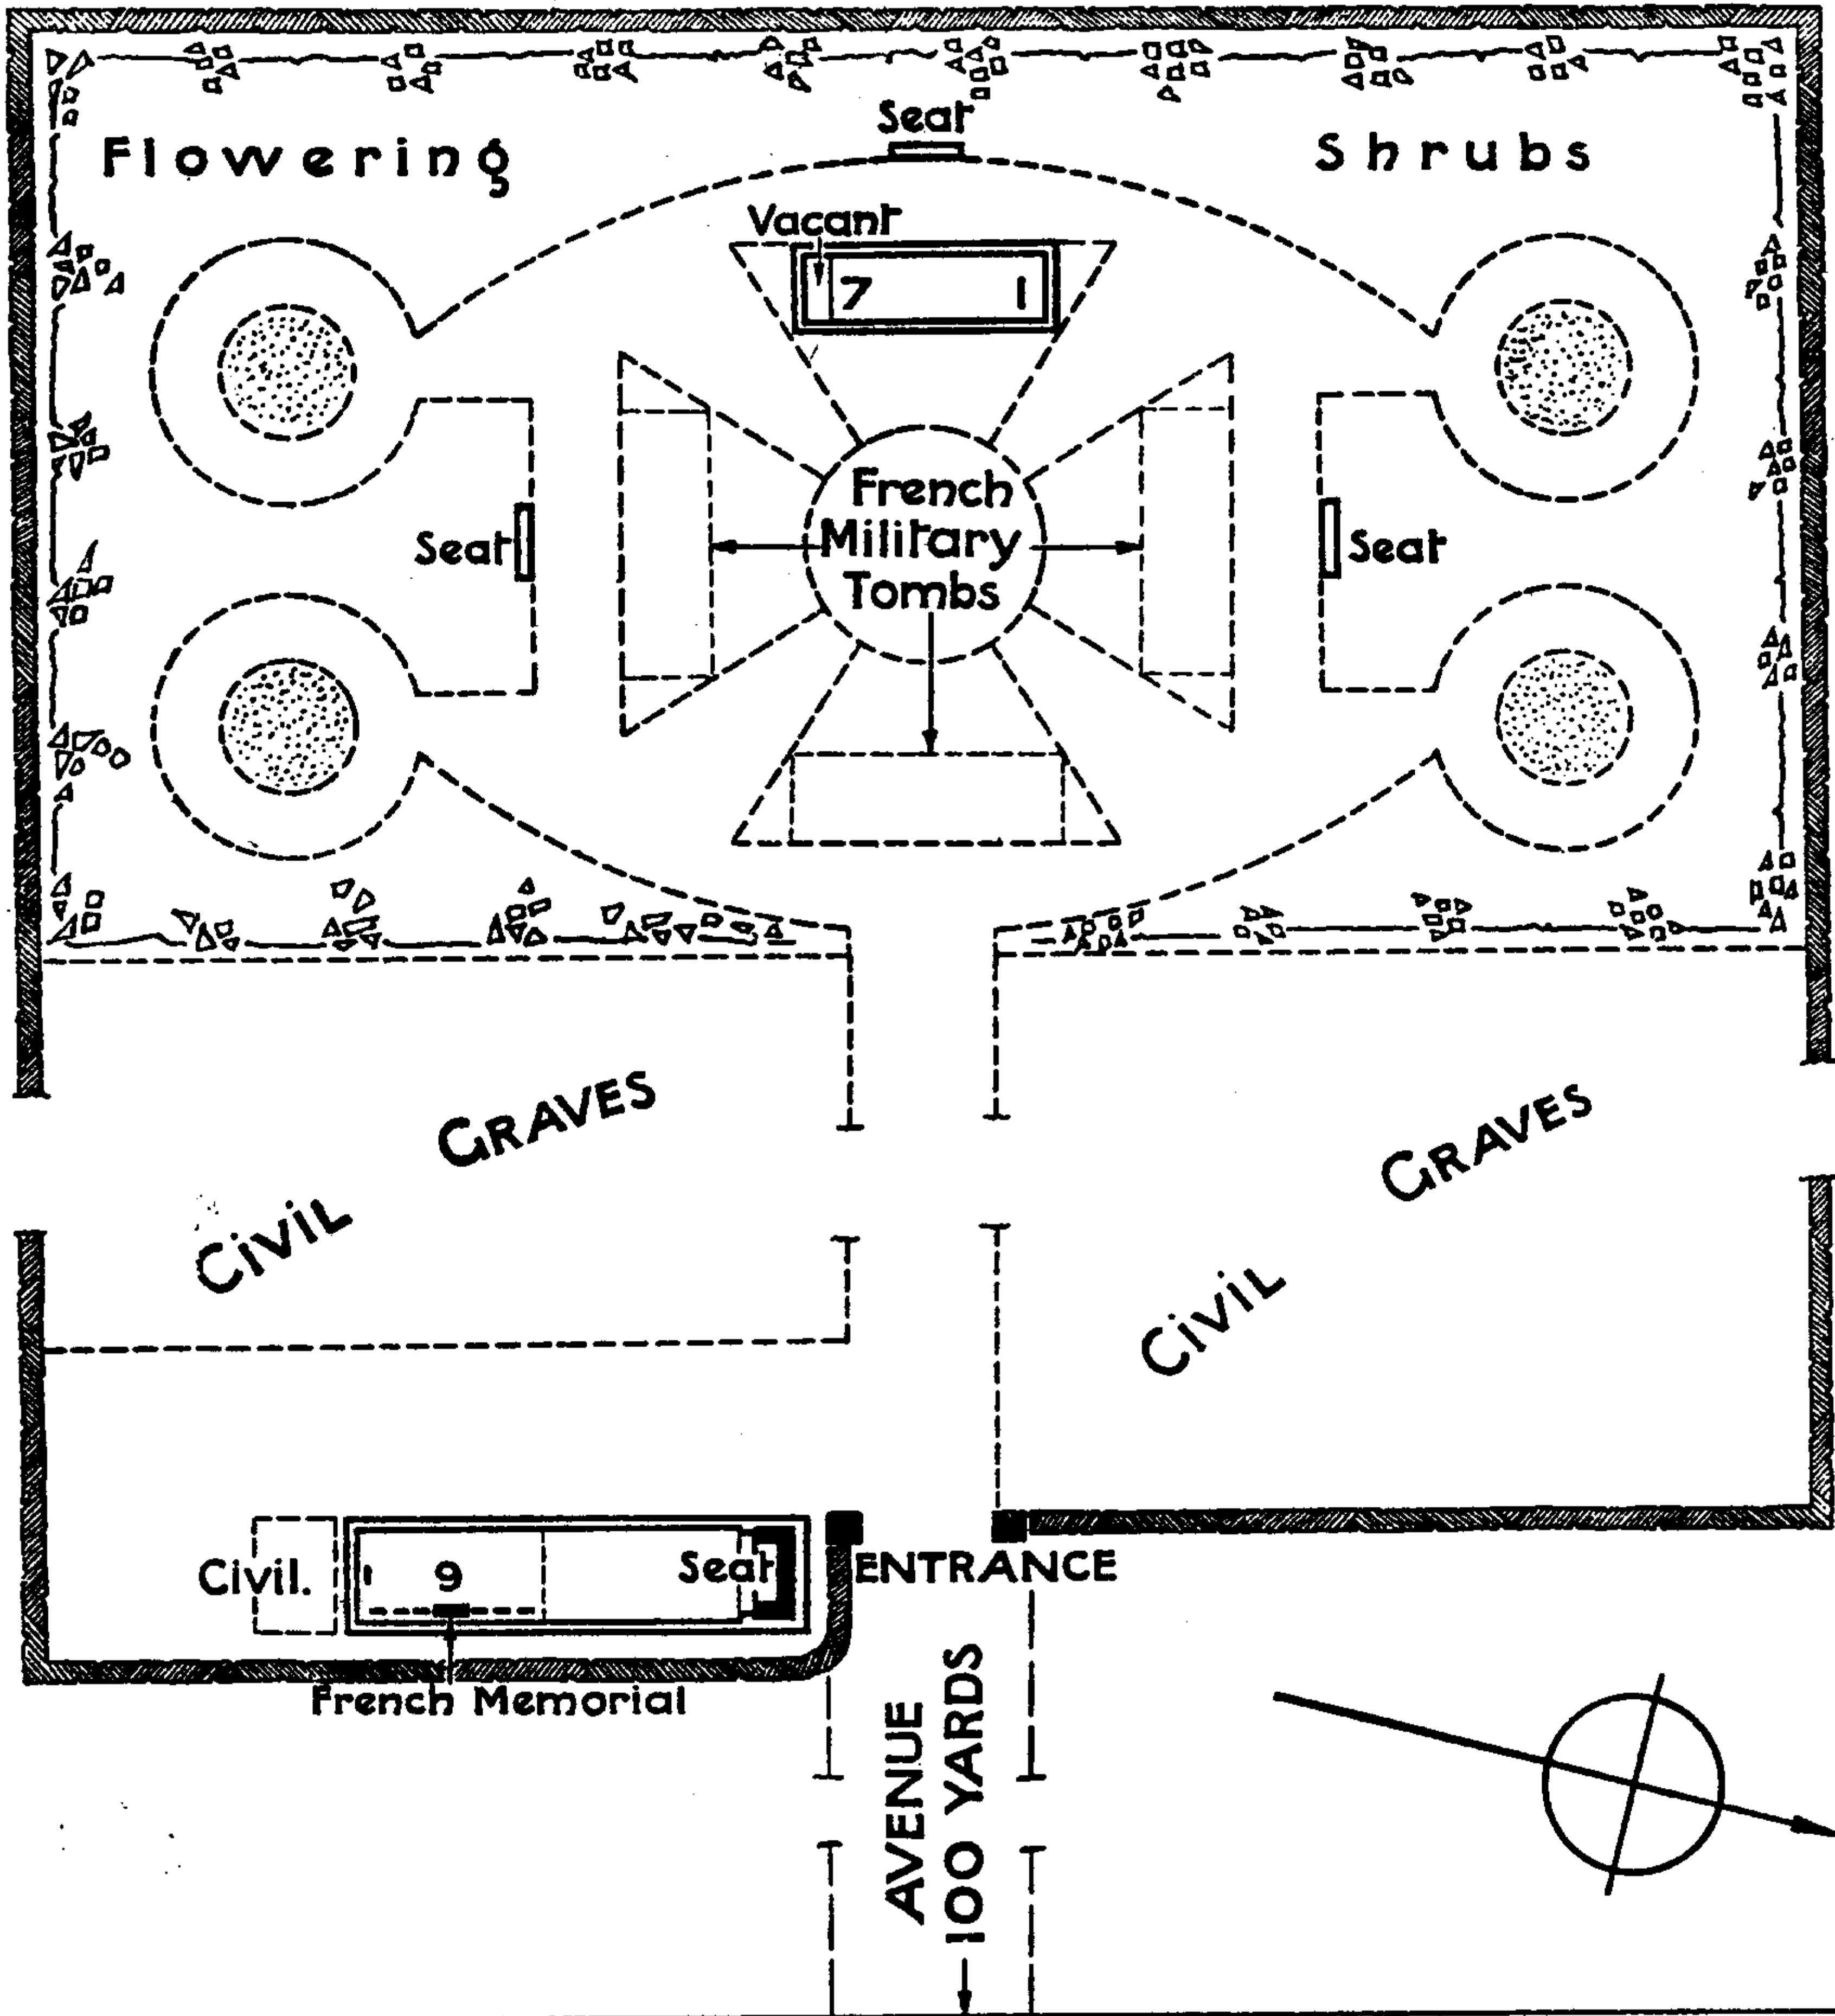 Seat
Flowering Shrubs
Vacant
7 1
French
Military
Tombs
Seat
Seat
Civil GRAVES
Civil GRAVES
Civil.
1 9
Seat
ENTRANCE
French Memorial
AVENUE
100 YARDS